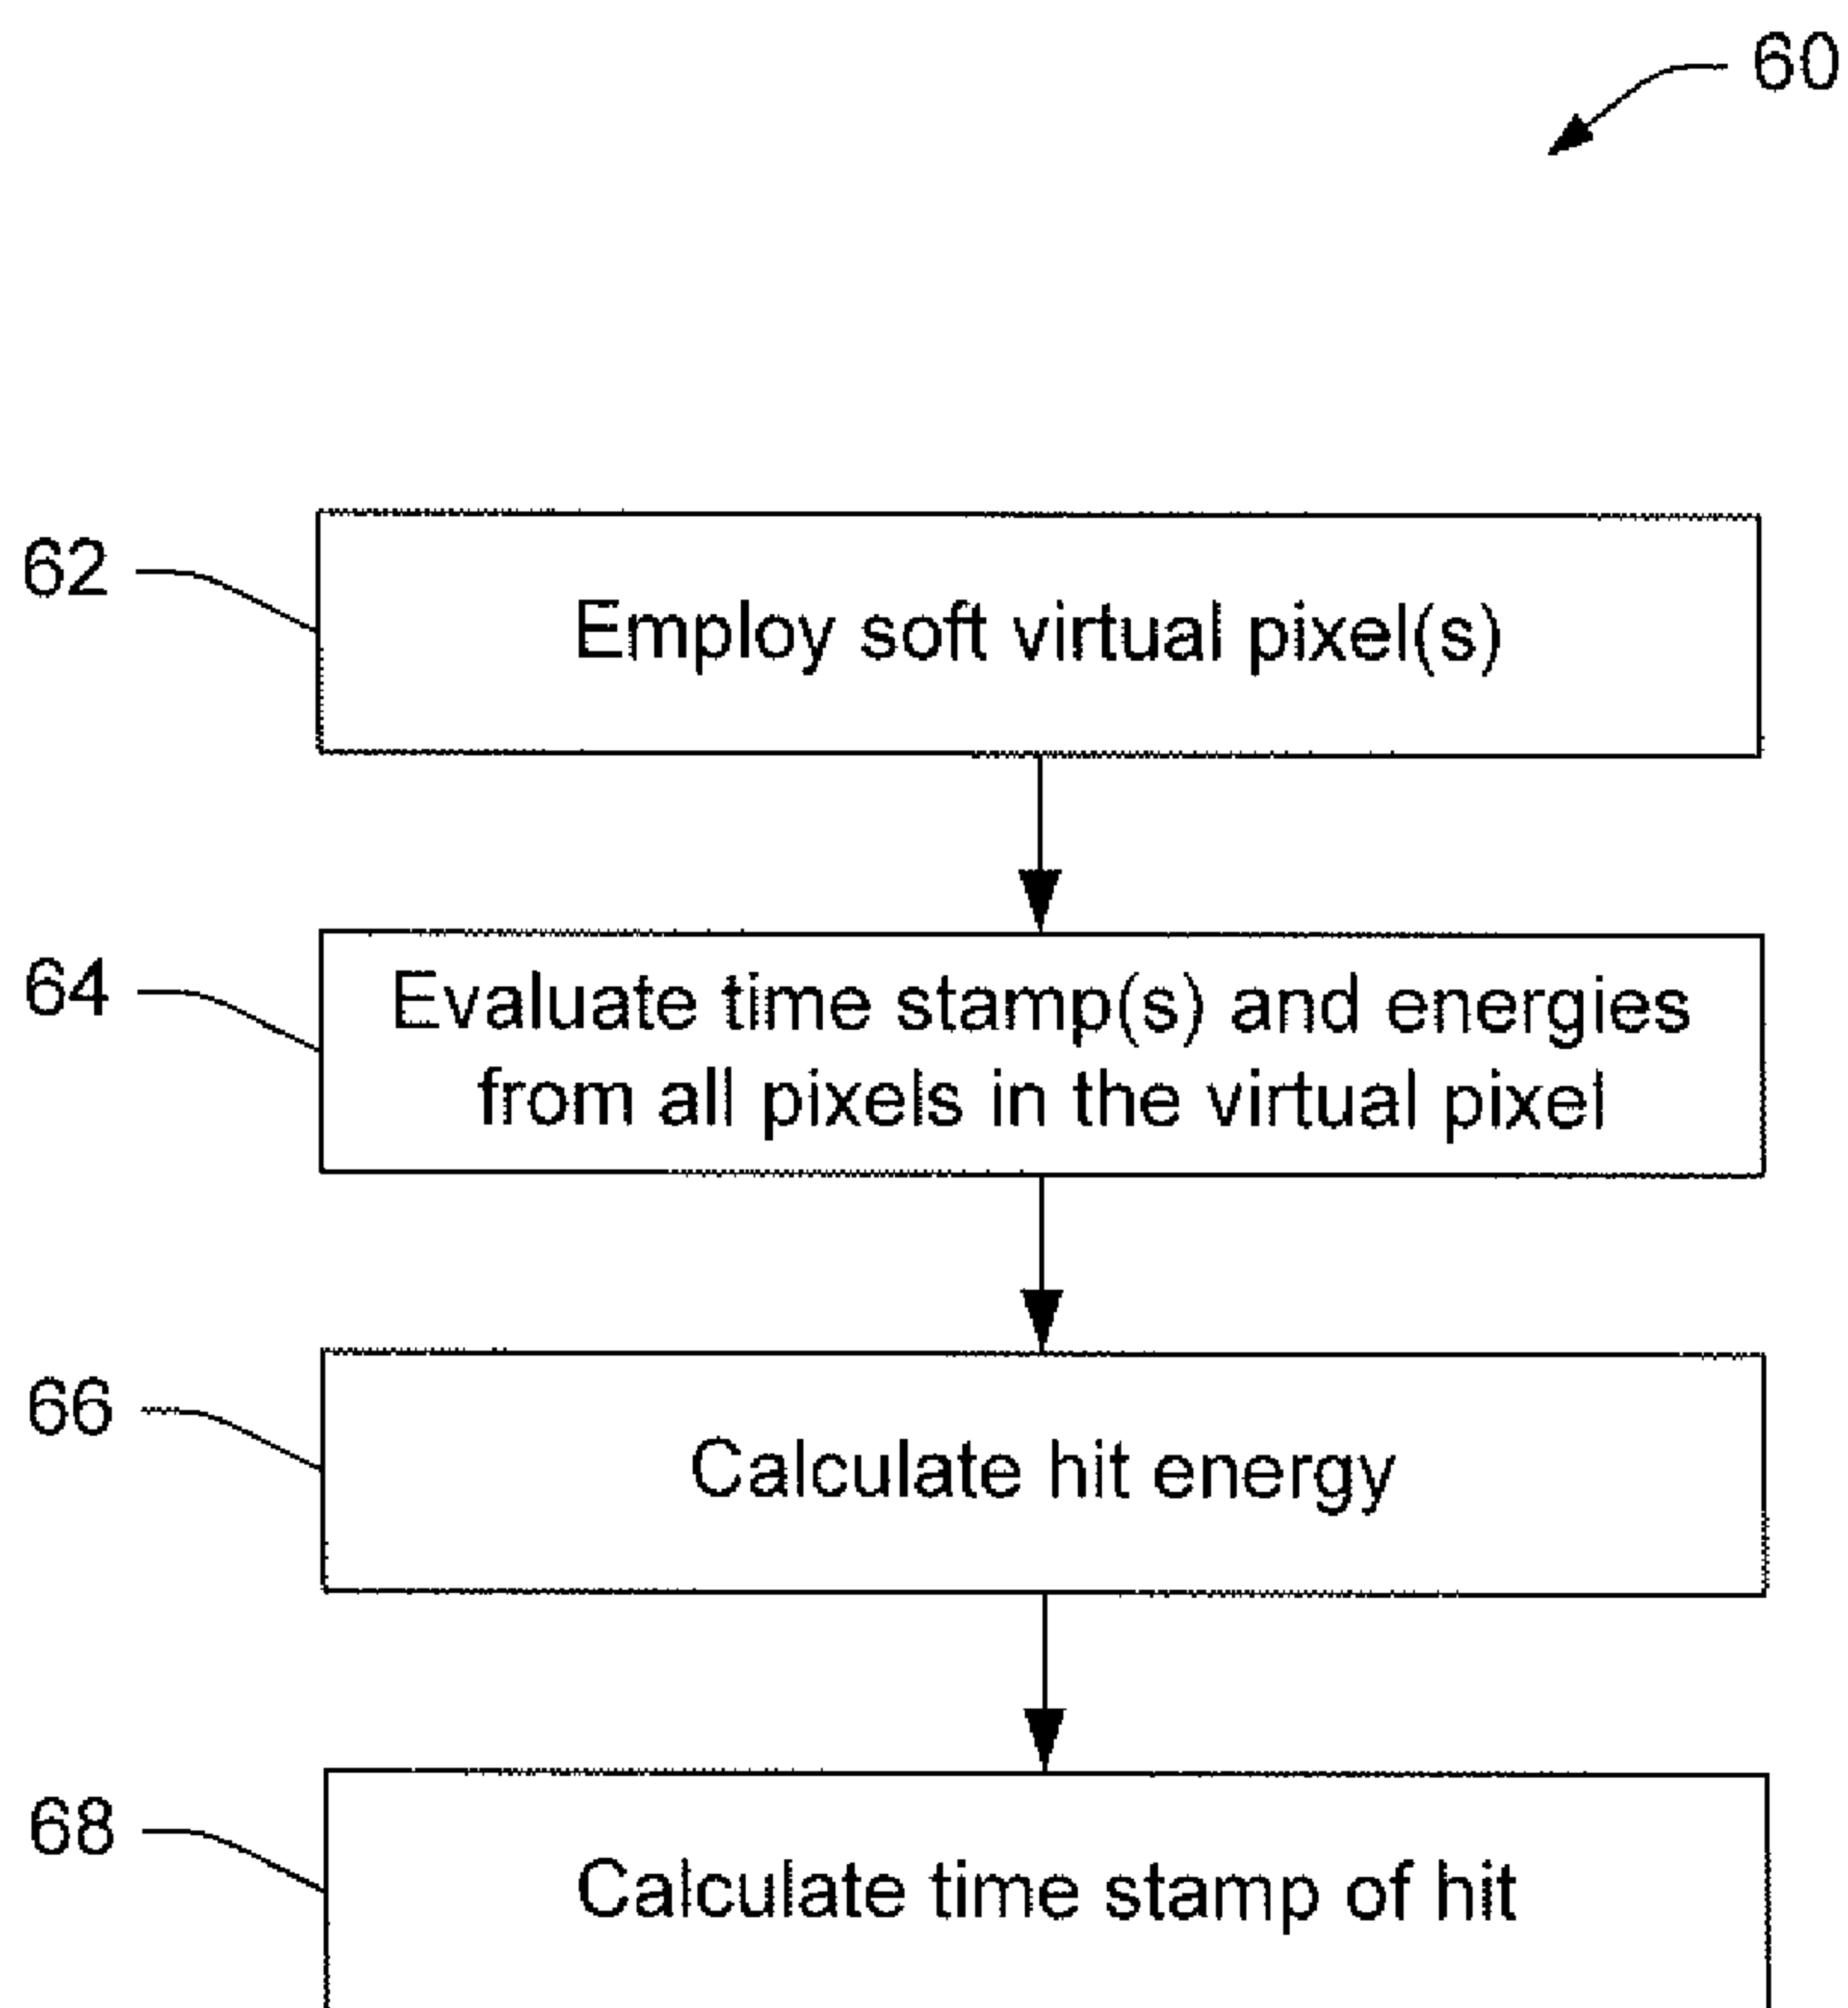 60
62
Employ soft virtual pixel(s)
64
Evaluate time stamp(s) and energies
from all pixels in the virtual pixel
66
Calculate hit energy
68
Calculate time stamp of hit